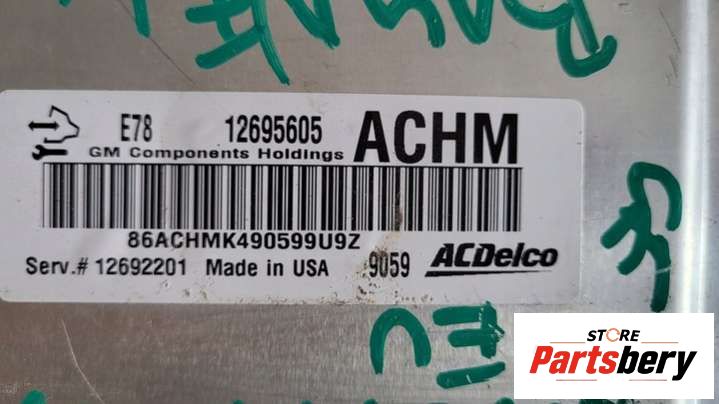 E78 12695605 ACHM
GM Components Holdings
86ACHMK490599U9Z
Serv.# 12692201 Made in USA 9059 ACDelco
STORE
Partsbery